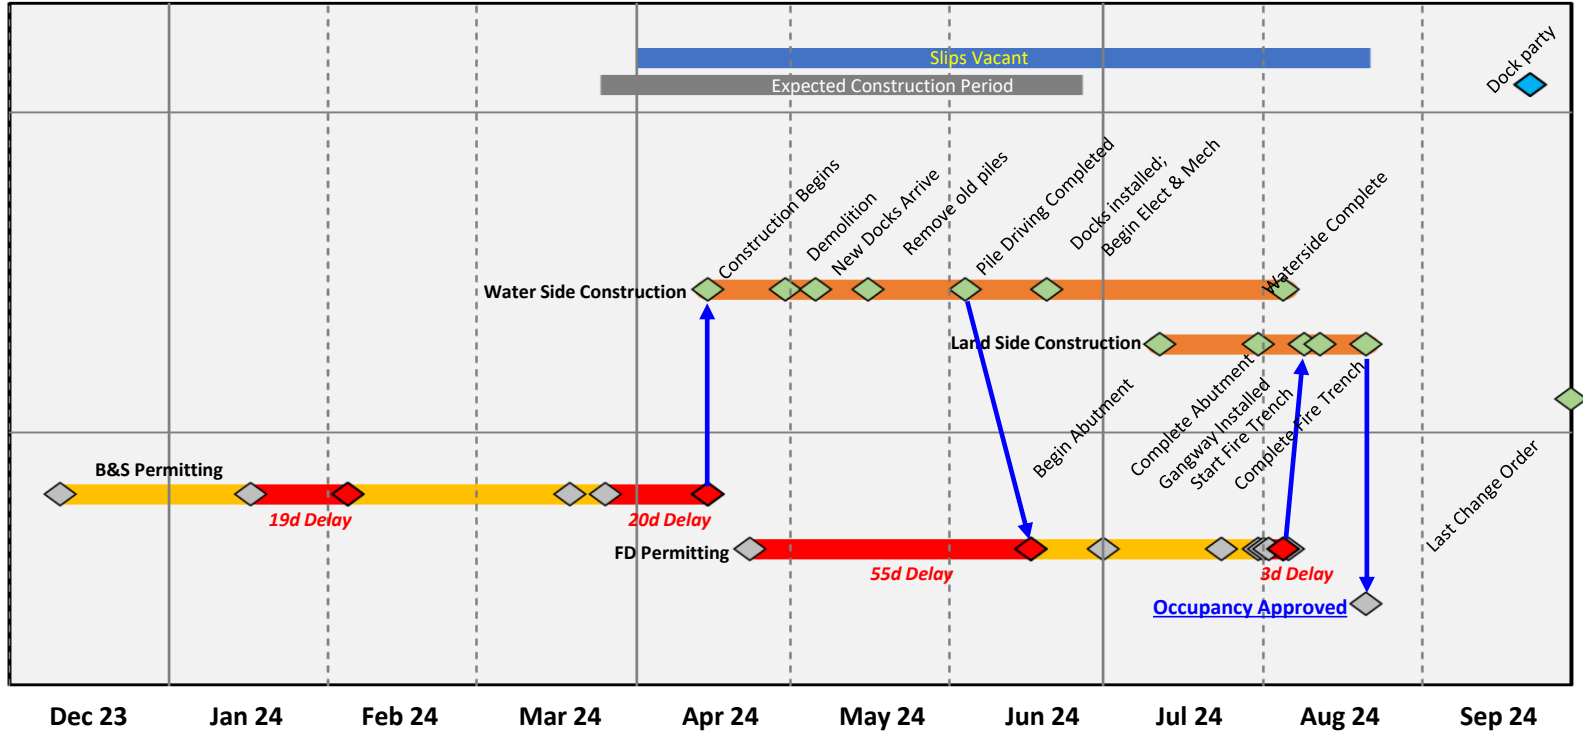 Slips Vacant
Expected Construction Period
Dock party
Construction Begins
Demolition
New Docks Arrive
Remove old piles
Pile Driving Completed
Docks installed;
Begin Elect & Mech
Waterside Complete
Water Side Construction
Land Side Construction
Begin Abutment
Complete Abutment
Gangway Installed
Start Fire Trench
Complete Fire Trench
Last Change Order
B&S Permitting
19d Delay
20d Delay
FD Permitting
55d Delay
3d Delay
Occupancy Approved
Dec 23
Jan 24
Feb 24
Mar 24
Apr 24
May 24
Jun 24
Jul 24
Aug 24
Sep 24